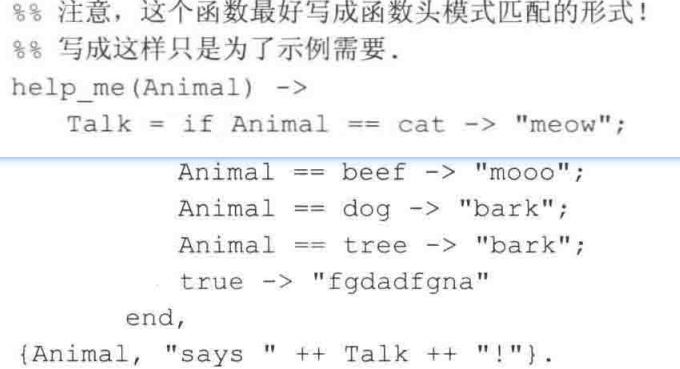 %% 注意，这个函数最好写成函数头模式匹配的形式！
%% 写成这样只是为了示例需要.
help_me(Animal) ->
Talk = if Animal == cat -> "meow";
Animal == beef -> "mooo";
Animal == dog -> "bark";
Animal == tree -> "bark";
true -> "fgdadfgna"
end,
{Animal, "says " ++ Talk ++ "!"}.